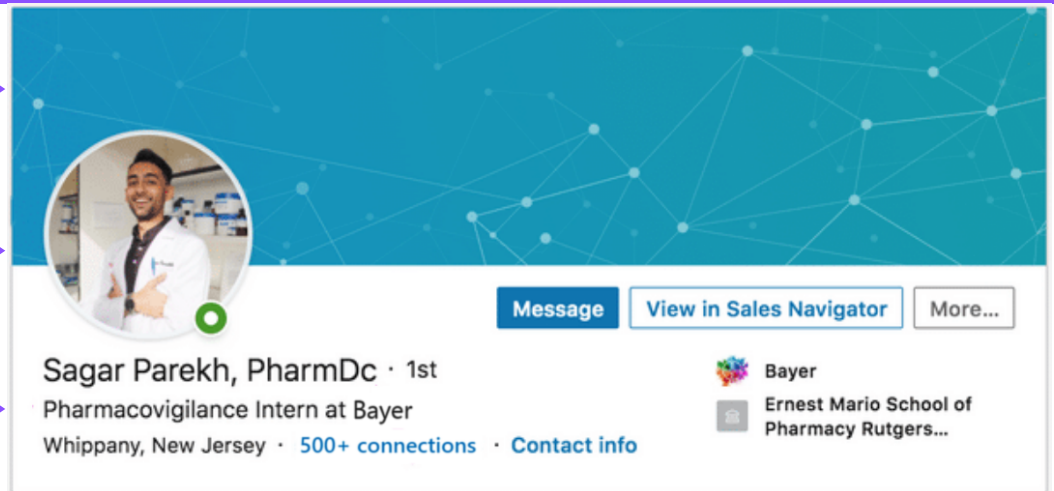 Message
View in Sales Navigator
More...
Sagar Parekh, PharmDc · 1st
Pharmacovigilance Intern at Bayer
Whippany, New Jersey · 500+ connections · Contact info
Bayer
Ernest Mario School of
Pharmacy Rutgers...